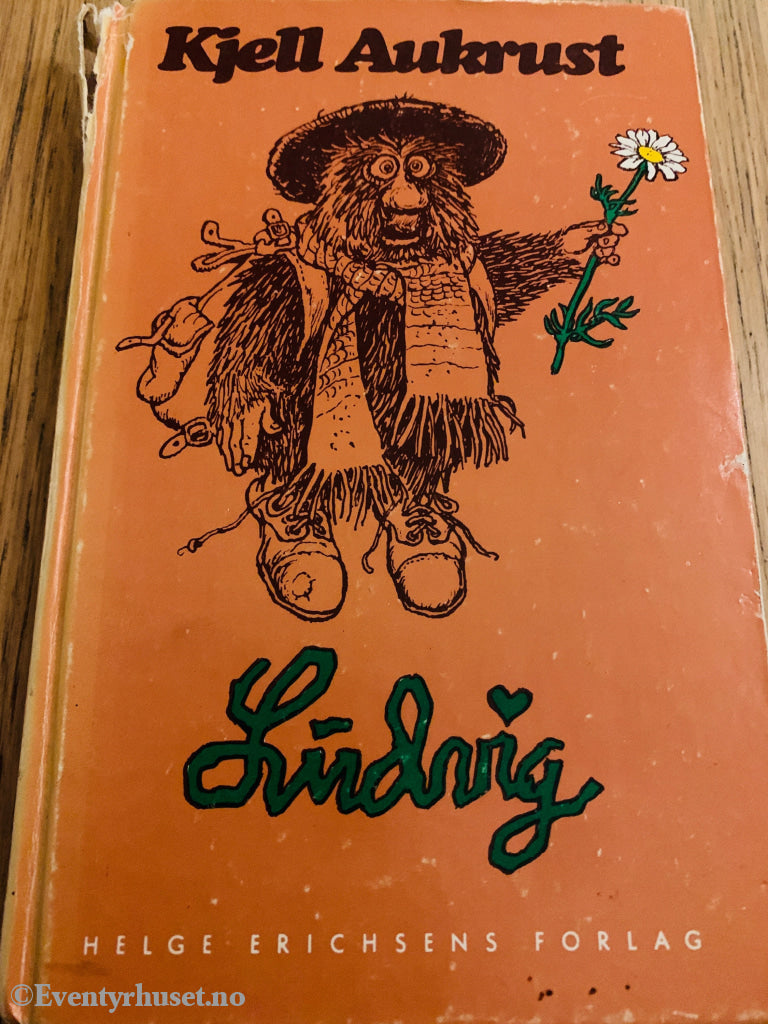 Kjell Aukrust
Ludvig
HELGE ERICHSENS FORLAG
©Eventyrhuset.no